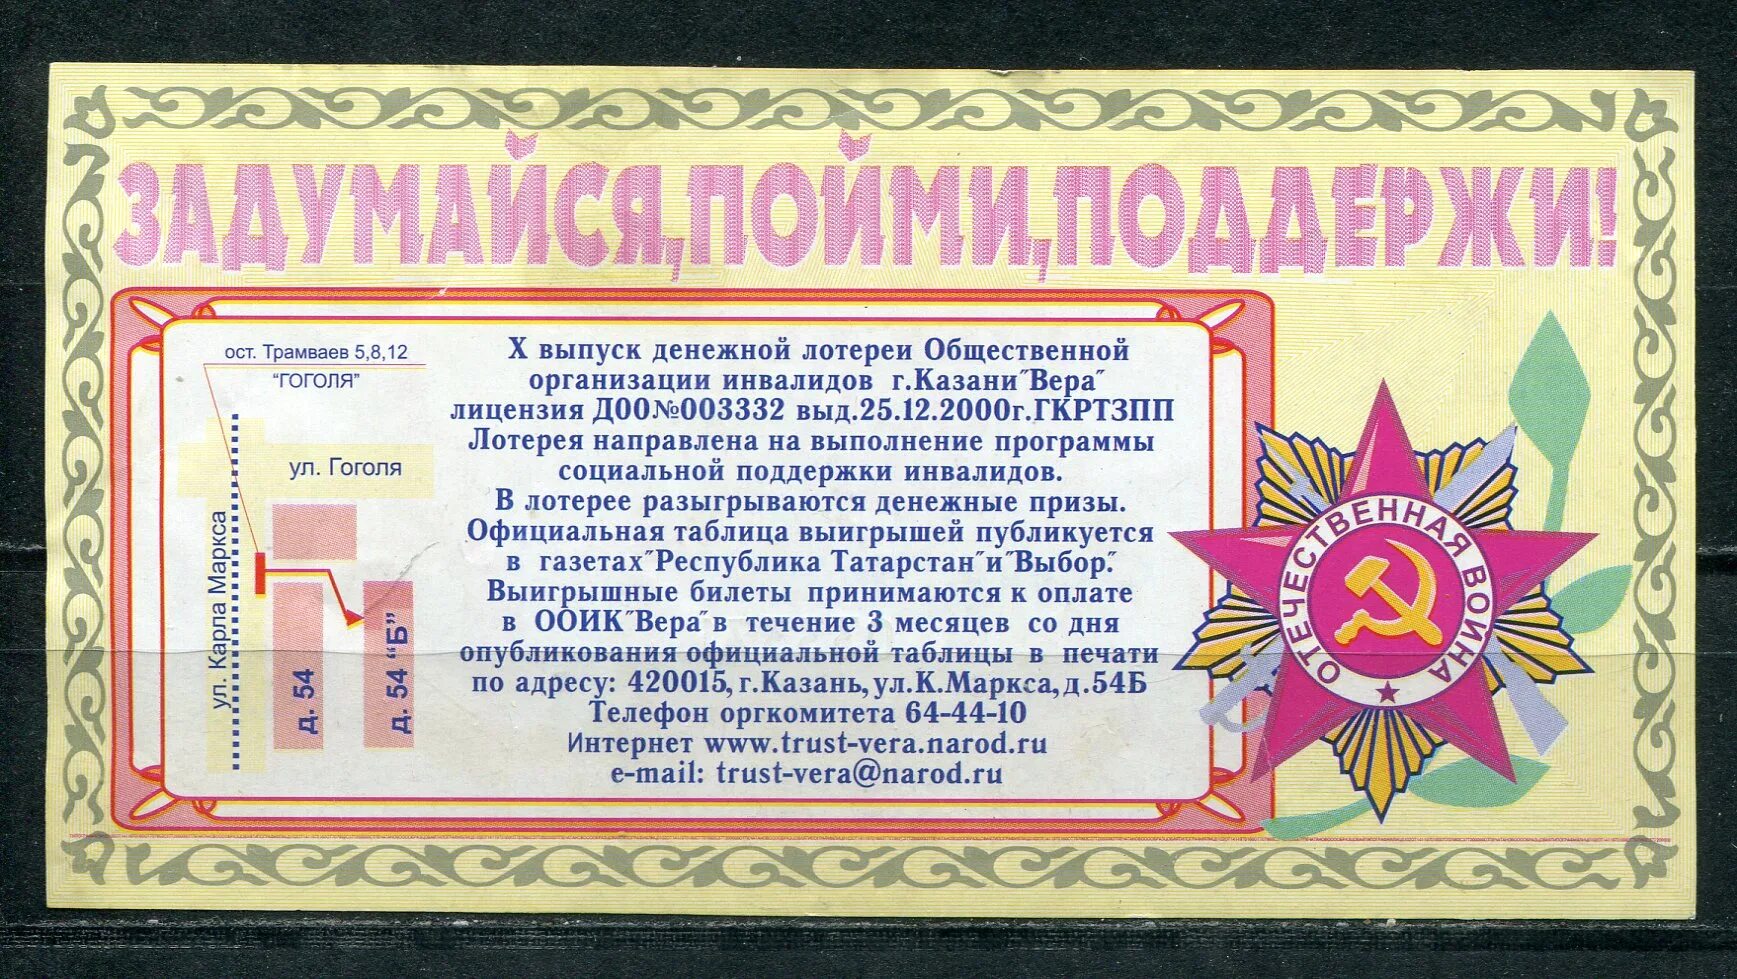 ЗАДУМАЙСЯ,ПОЙМИ,ПОДДЕРЖИ!
ост. Трамваев 5,8,12
"ГОГОЛЯ"
ул. Гоголя
ул. Карла Маркса
д. 54
д. 54 "Б"
X выпуск денежной лотереи Общественной
организации инвалидов г.Казани"Вера"
лицензия Д00№003332 выд.25.12.2000г.ГКРТЗПП
Лотерея направлена на выполнение программы
социальной поддержки инвалидов.
В лотерее разыгрываются денежные призы.
Официальная таблица выигрышей публикуется
в газетах"Республика Татарстан"и"Выбор."
Выигрышные билеты принимаются к оплате
в ООИК"Вера"в течение 3 месяцев со дня
опубликования официальной таблицы в печати
по адресу: 420015, г.Казань,ул.К.Маркса,д.54Б
Телефон оргкомитета 64-44-10
Интернет www.trust-vera.narod.ru
e-mail: trust-vera@narod.ru
ОТЕЧЕСТВЕННАЯ ВОЙНА